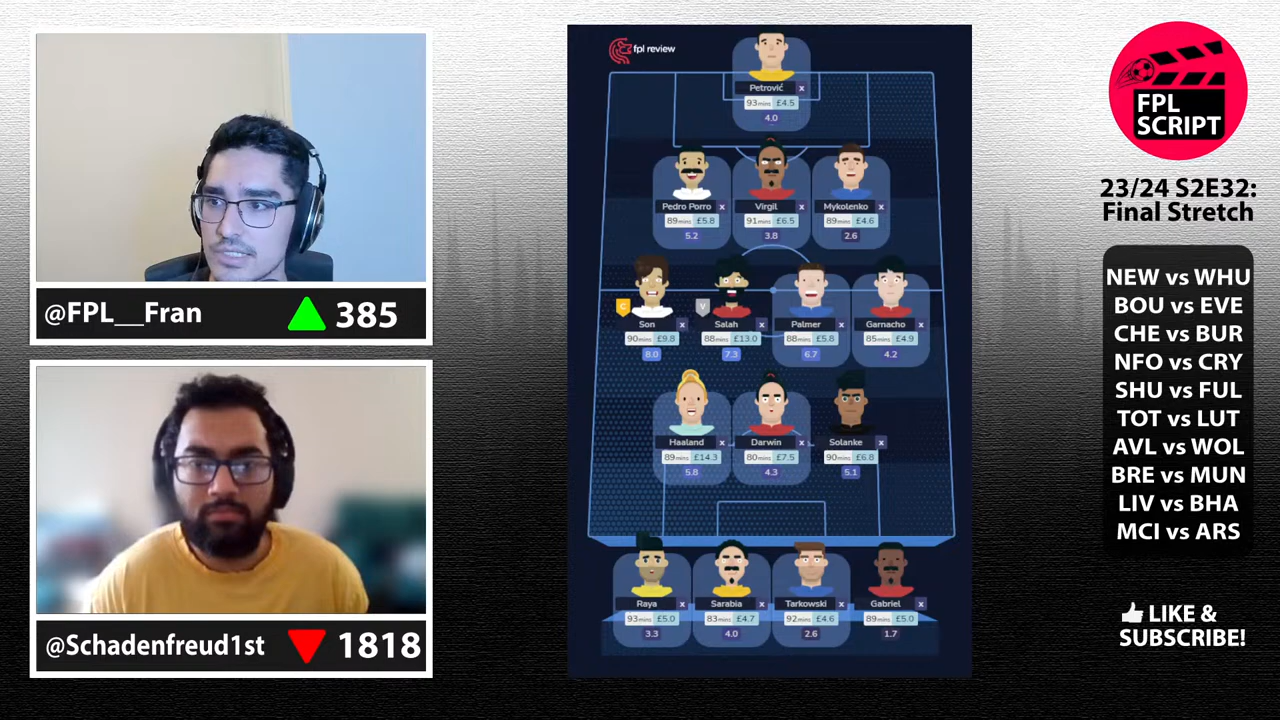 @FPL__Fran 385
@Schadenfreud1st 1818
fpl review
Petrović x
93mins £4.5
4.0
Pedro Porro x
89mins £5.8
5.2
Virgil x
91mins £6.5
3.8
Mykolenko x
89mins £4.6
2.6
C
Son x
90mins £9.8
8.0
V
Salah x
88mins £13.0
7.3
Palmer x
88mins £5.8
6.7
Garnacho x
85mins £4.9
4.2
Haaland x
89mins £14.3
5.8
Darwin x
80mins £7.5
4.3
Solanke x
90mins £6.8
5.1
Raya x
93mins £5.0
3.3
Sarabia x
83mins £4.7
4.0
Tarkowski x
92mins £4.6
2.6
Gabriel x
89mins £5.0
1.7
FPL
SCRIPT
23/24 S2E32:
Final Stretch
NEW vs WHU
BOU vs EVE
CHE vs BUR
NFO vs CRY
SHU vs FUL
TOT vs LUT
AVL vs WOL
BRE vs MUN
LIV vs BHA
MCI vs ARS
LIKE &
SUBSCRIBE!